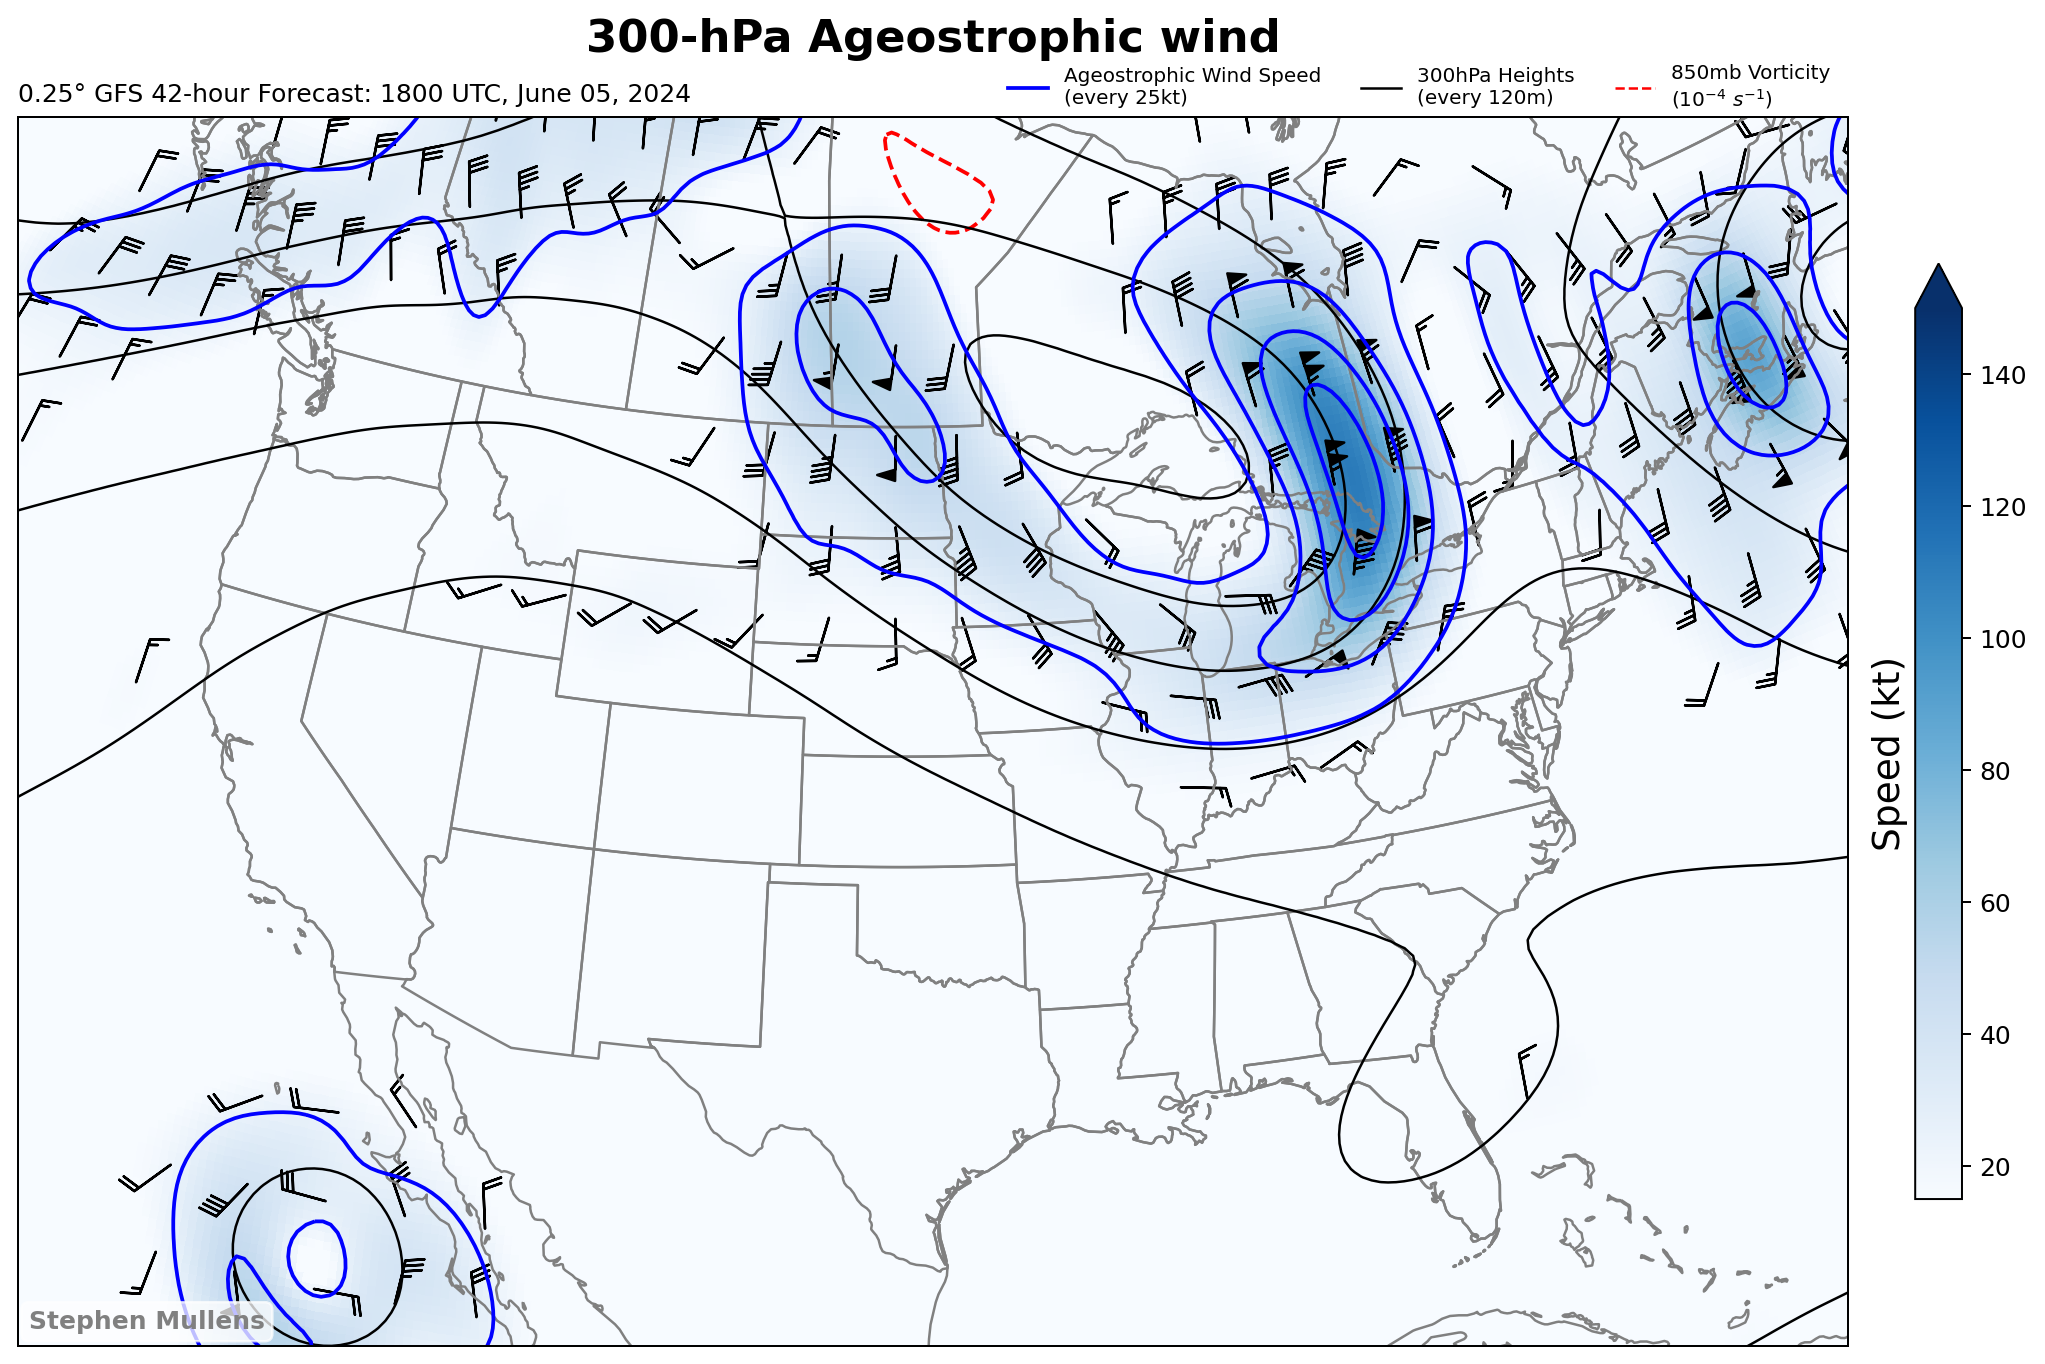 300-hPa Ageostrophic wind
0.25° GFS 42-hour Forecast: 1800 UTC, June 05, 2024
Ageostrophic Wind Speed
(every 25kt)
300hPa Heights
(every 120m)
850mb Vorticity
(10⁻⁴ s⁻¹)
140
120
100
80
60
40
20
Speed (kt)
Stephen Mullens